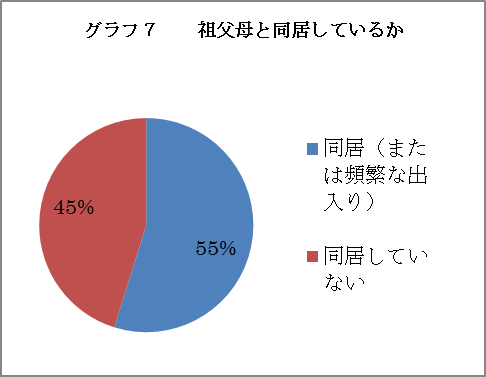 グラフ７　　祖父母と同居しているか
同居（また
は頻繁な出
入り）
45%
55%
同居してい
ない